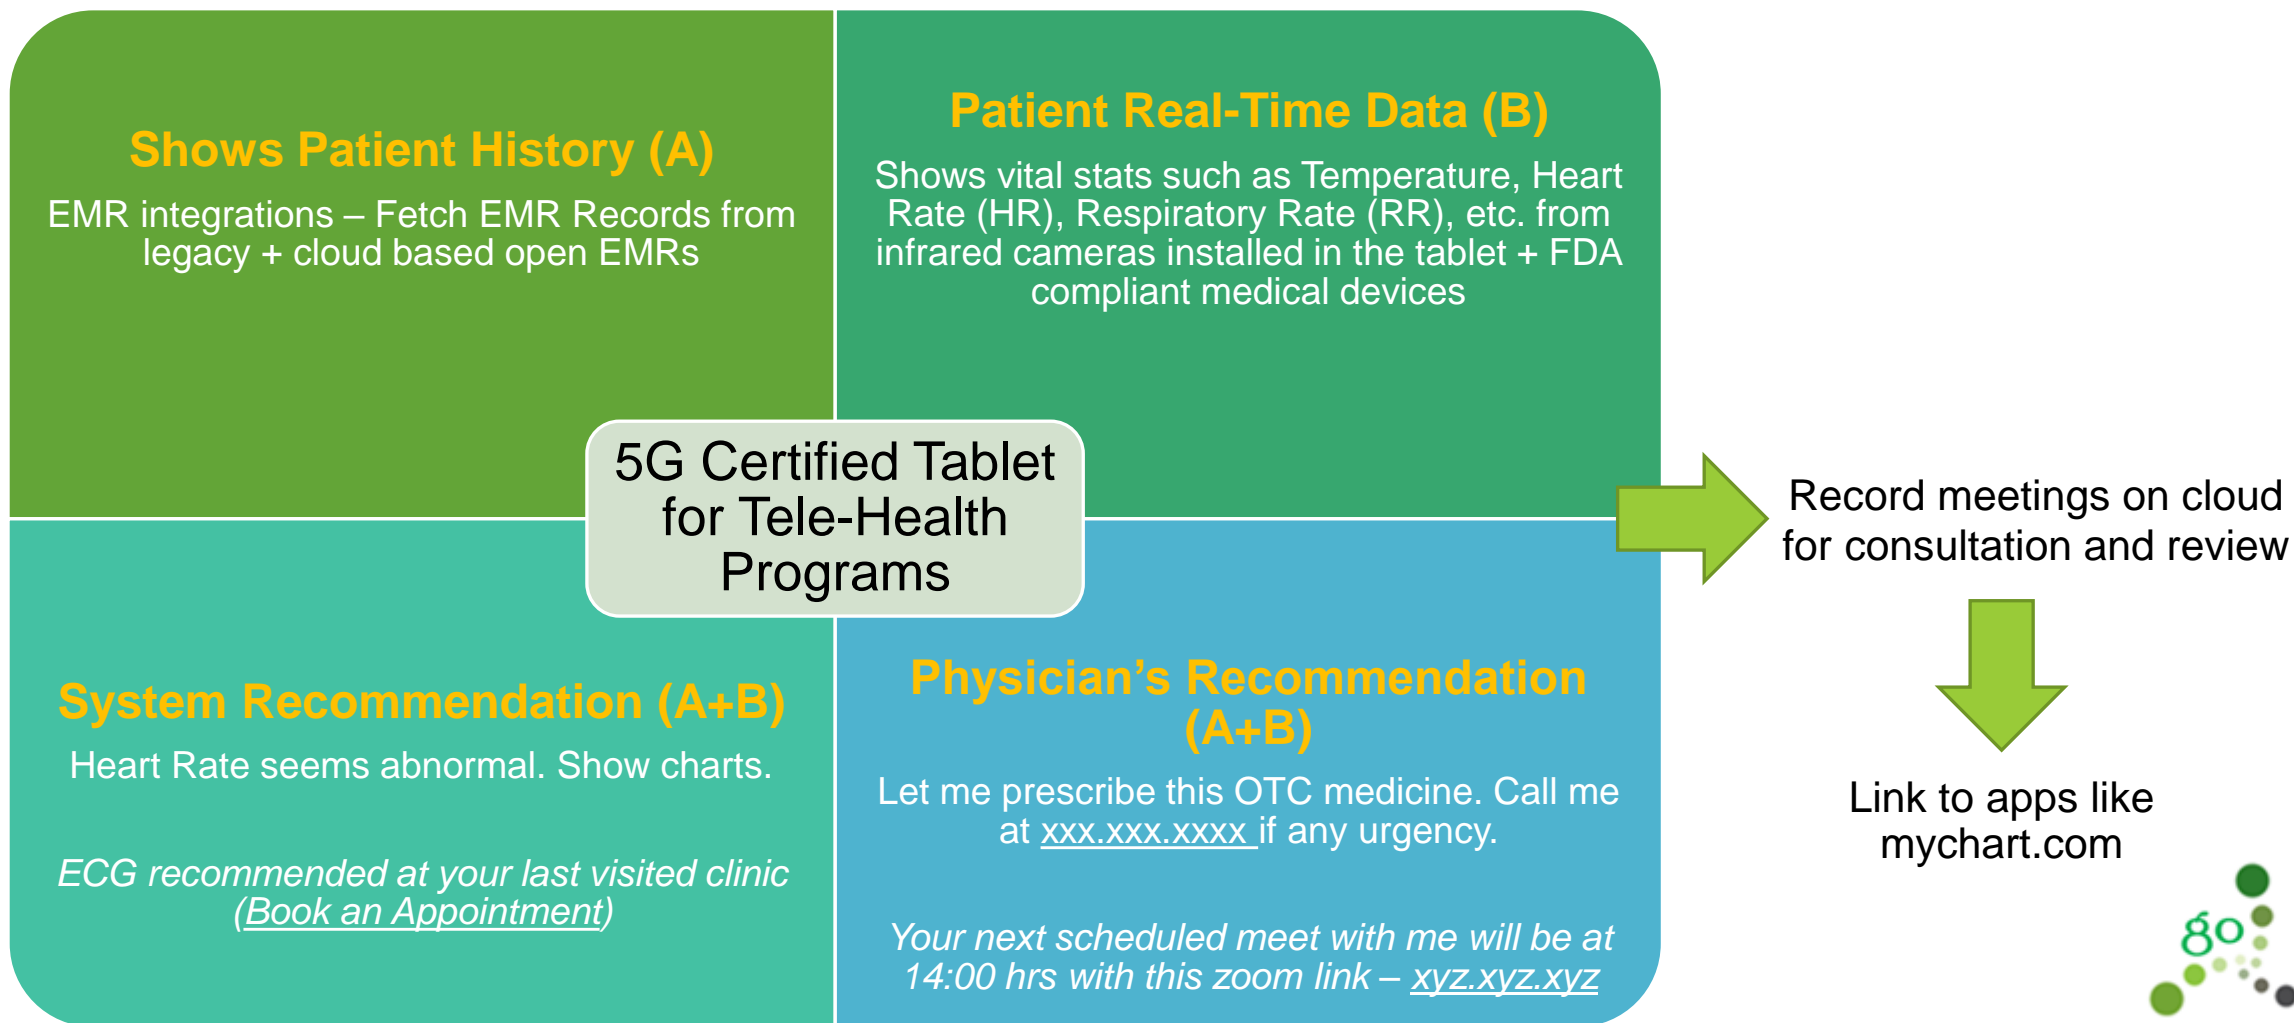 Shows Patient History (A)
EMR integrations – Fetch EMR Records from
legacy + cloud based open EMRs
Patient Real-Time Data (B)
Shows vital stats such as Temperature, Heart
Rate (HR), Respiratory Rate (RR), etc. from
infrared cameras installed in the tablet + FDA
compliant medical devices
5G Certified Tablet
for Tele-Health
Programs
System Recommendation (A+B)
Heart Rate seems abnormal. Show charts.
ECG recommended at your last visited clinic
(Book an Appointment)
Physician’s Recommendation
(A+B)
Let me prescribe this OTC medicine. Call me
at xxx.xxx.xxxx if any urgency.
Your next scheduled meet with me will be at
14:00 hrs with this zoom link – xyz.xyz.xyz
Record meetings on cloud
for consultation and review
Link to apps like
mychart.com
go